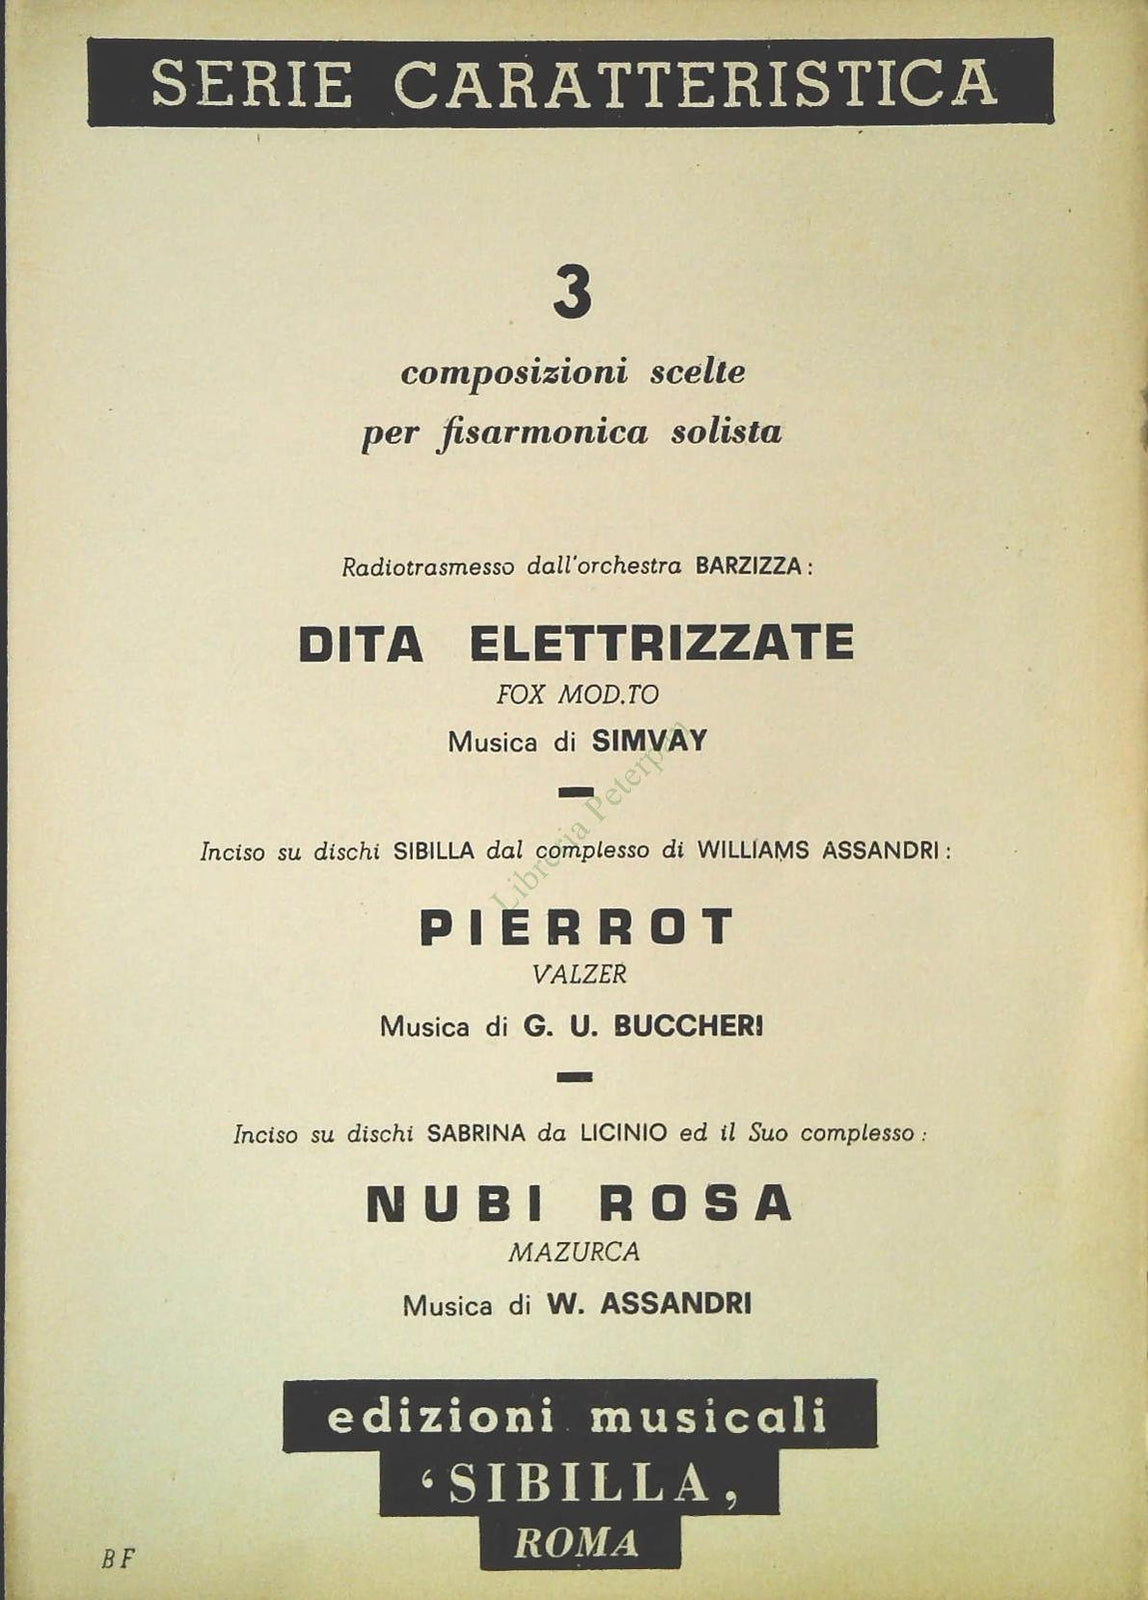 SERIE CARATTERISTICA
3
composizioni scelte
per fisarmonica solista
Radiotrasmesso dall'orchestra BARZIZZA:
DITA ELETTRIZZATE
FOX MOD.TO
Musica di SIMVAY
Inciso su dischi SIBILLA dal complesso di WILLIAMS ASSANDRI:
PIERROT
VALZER
Musica di G. U. BUCCHERI
Inciso su dischi SABRINA da LICINIO ed il Suo complesso:
NUBI ROSA
MAZURCA
Musica di W. ASSANDRI
edizioni musicali
‘SIBILLA,
ROMA
BF
Libreria Peterpan